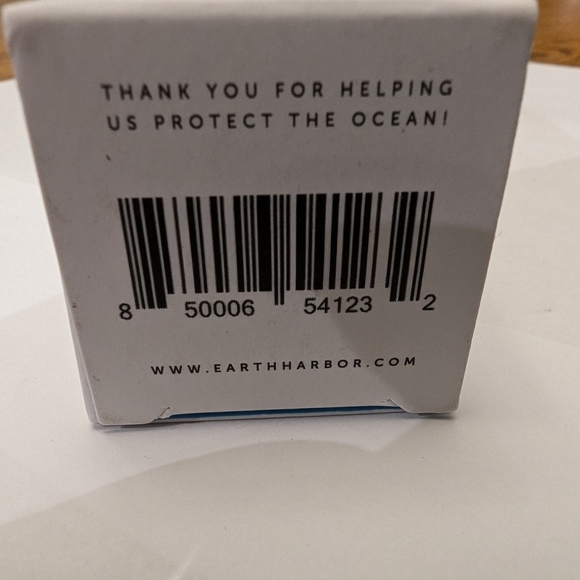 THANK YOU FOR HELPING
US PROTECT THE OCEAN!
8 50006 54123 2
WWW.EARTHHARBOR.COM